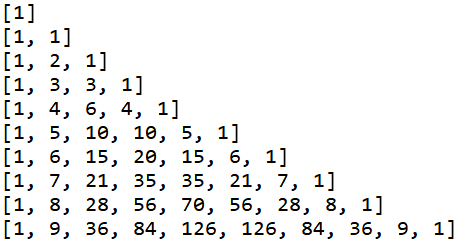 [1]
[1, 1]
[1, 2, 1]
[1, 3, 3, 1]
[1, 4, 6, 4, 1]
[1, 5, 10, 10, 5, 1]
[1, 6, 15, 20, 15, 6, 1]
[1, 7, 21, 35, 35, 21, 7, 1]
[1, 8, 28, 56, 70, 56, 28, 8, 1]
[1, 9, 36, 84, 126, 126, 84, 36, 9, 1]